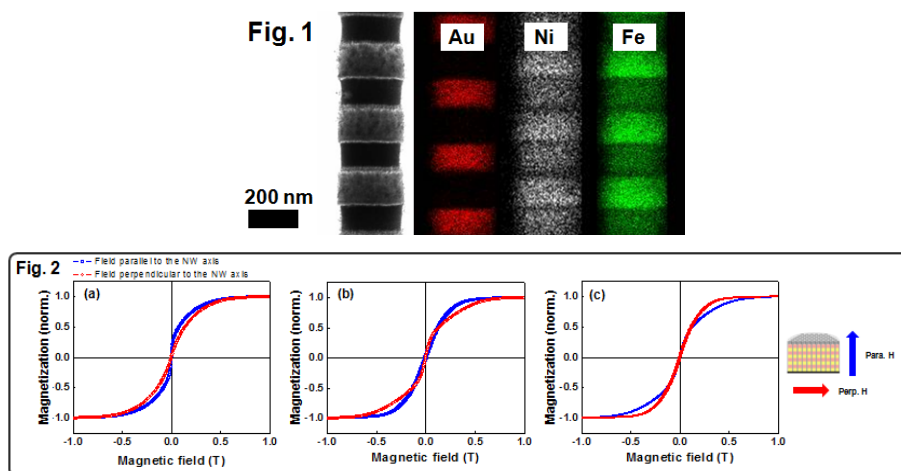 Fig. 1
Au
Ni
Fe
200 nm
Fig. 2
Field parallel to the NW axis
Field perpendicular to the NW axis
(a)
(b)
(c)
Magnetization (norm.)
1.0
0.5
0.0
-0.5
-1.0
-1.0 -0.5 0.0 0.5 1.0
Magnetic field (T)
Magnetization (norm.)
1.0
0.5
0.0
-0.5
-1.0
-1.0 -0.5 0.0 0.5 1.0
Magnetic field (T)
Magnetization (norm.)
1.0
0.5
0.0
-0.5
-1.0
-1.0 -0.5 0.0 0.5 1.0
Magnetic field (T)
Para. H
Perp. H